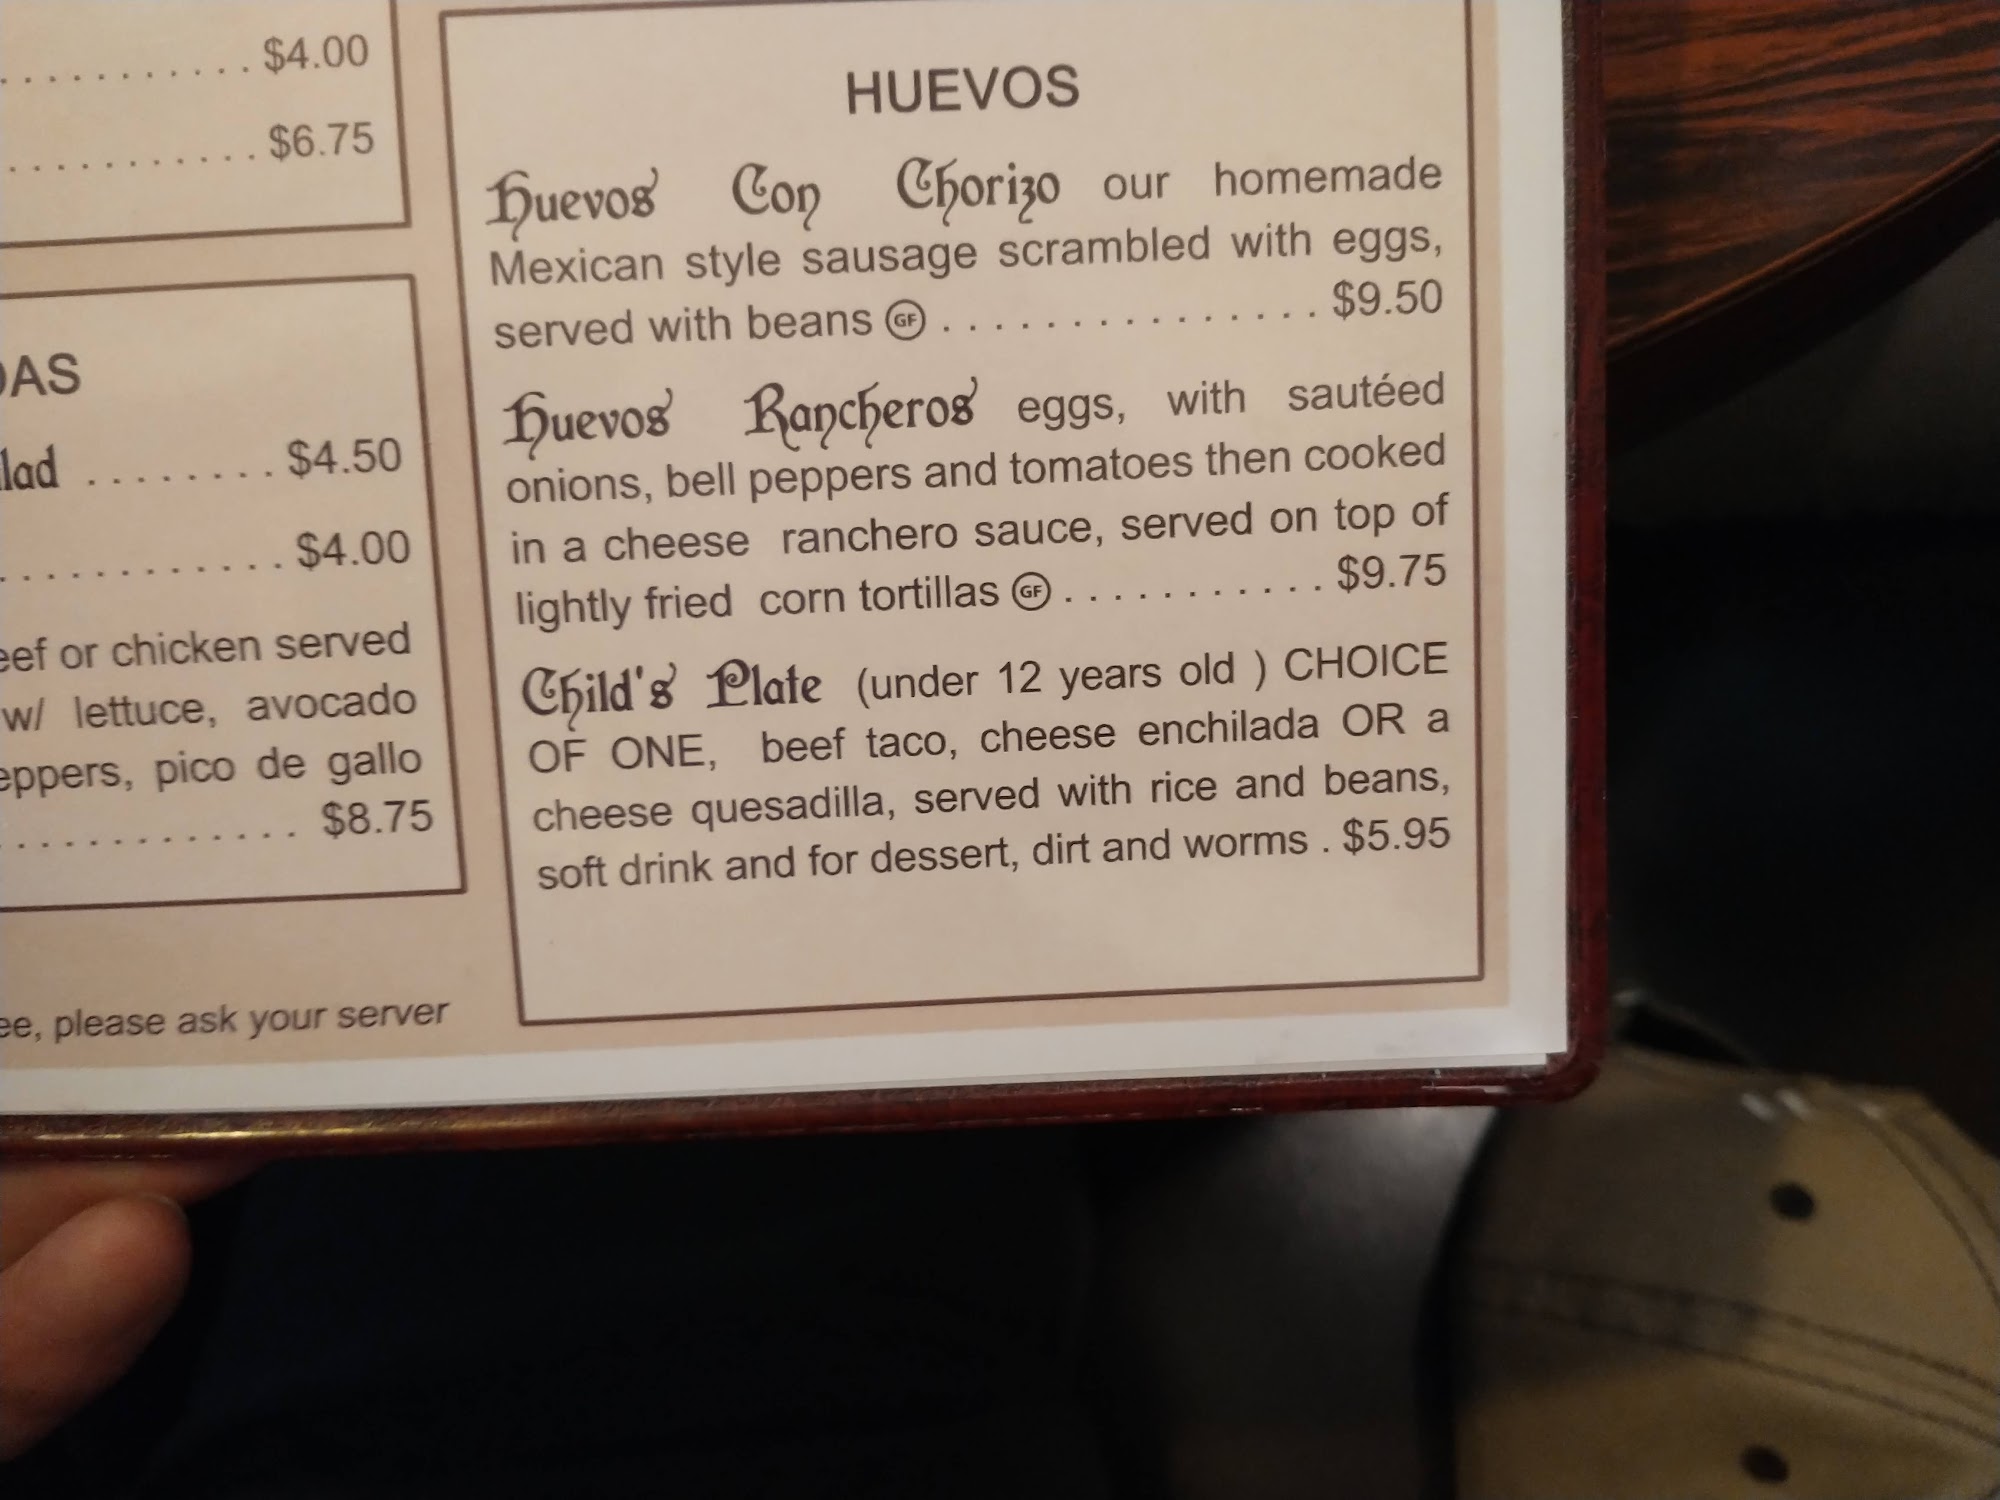 $4.00
$6.75
DAS
lad ........ $4.50
$4.00
eef or chicken served
w/ lettuce, avocado
eppers, pico de gallo
$8.75
ee, please ask your server
HUEVOS
Huevos Con Chorizo our homemade
Mexican style sausage scrambled with eggs,
served with beans GF ............... $9.50
Huevos Rancheros eggs, with sautéed
onions, bell peppers and tomatoes then cooked
in a cheese ranchero sauce, served on top of
lightly fried corn tortillas GF ........... $9.75
Child's Plate (under 12 years old ) CHOICE
OF ONE, beef taco, cheese enchilada OR a
cheese quesadilla, served with rice and beans,
soft drink and for dessert, dirt and worms . $5.95